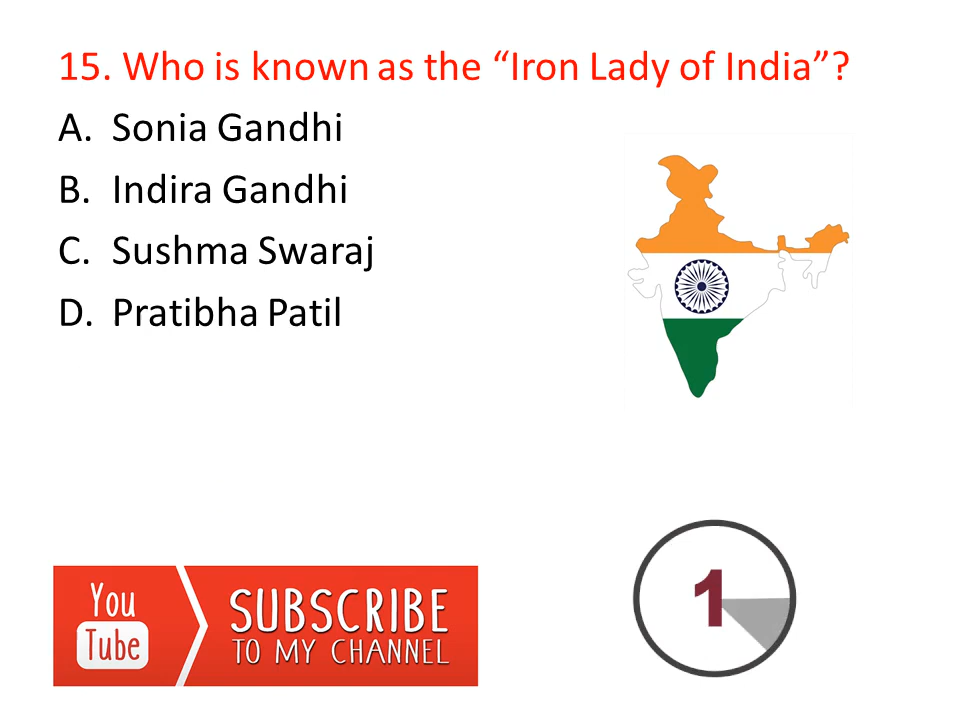 15. Who is known as the “Iron Lady of India”?
A. Sonia Gandhi
B. Indira Gandhi
C. Sushma Swaraj
D. Pratibha Patil
You
Tube
SUBSCRIBE
TO MY CHANNEL
1